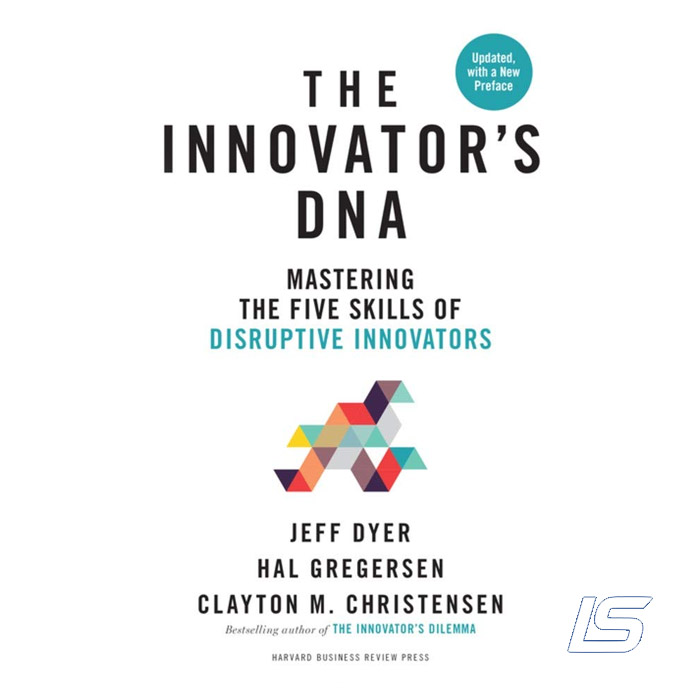 Updated,
with a New
Preface
THE
INNOVATOR'S
DNA
MASTERING
THE FIVE SKILLS OF
DISRUPTIVE INNOVATORS
JEFF DYER
HAL GREGERSEN
CLAYTON M. CHRISTENSEN
Bestselling author of THE INNOVATOR'S DILEMMA
HARVARD BUSINESS REVIEW PRESS
LS